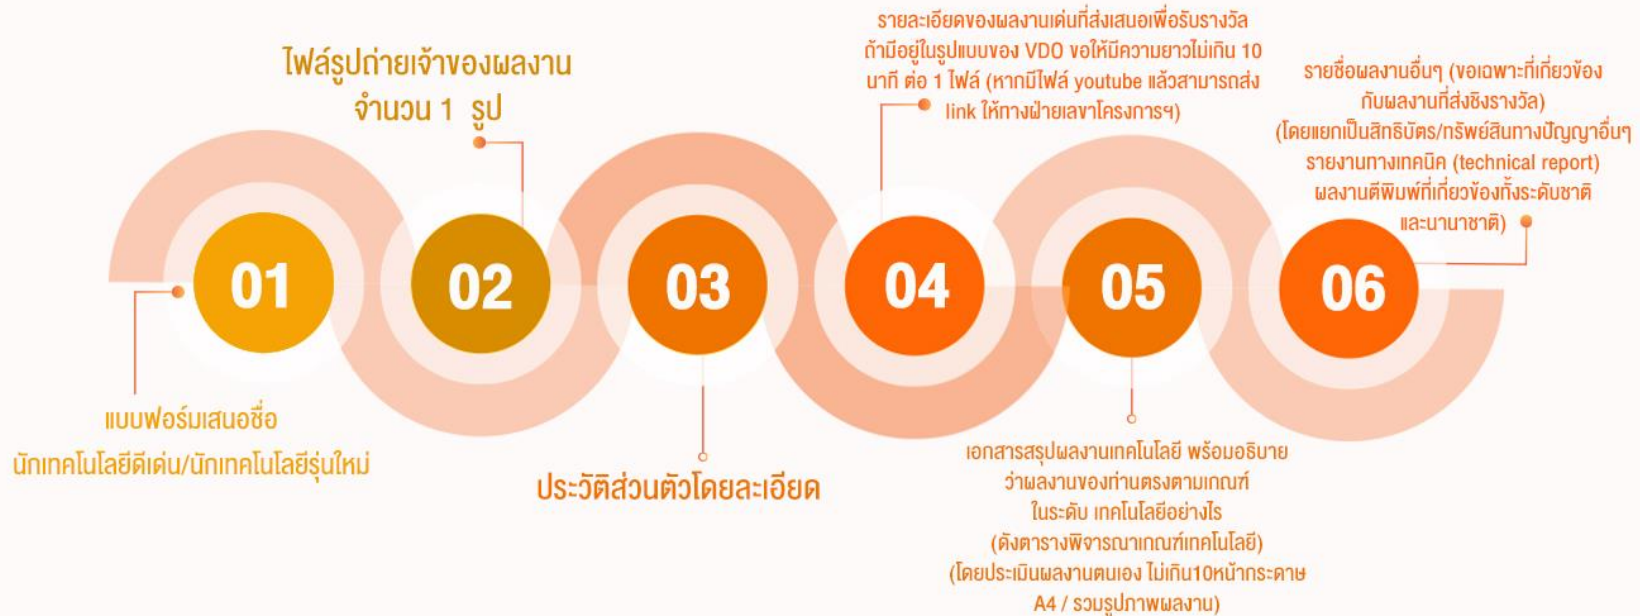 01
แบบฟอร์มเสนอชื่อ
นักเทคโนโลยีดีเด่น/นักเทคโนโลยีรุ่นใหม่
ไฟล์รูปถ่ายเจ้าของผลงาน
จำนวน 1 รูป
02
03
ประวัติส่วนตัวโดยละเอียด
รายละเอียดของผลงานเด่นที่ส่งเสนอเพื่อรับรางวัล
ถ้ามีอยู่ในรูปแบบของ VDO ขอให้มีความยาวไม่เกิน 10
นาที ต่อ 1 ไฟล์ (หากมีไฟล์ youtube แล้วสามารถส่ง
link ให้ทางฝ่ายเลขาโครงการฯ)
04
05
เอกสารสรุปผลงานเทคโนโลยี พร้อมอธิบาย
ว่าผลงานของท่านตรงตามเกณฑ์
ในระดับ เทคโนโลยีอย่างไร
(ดังตารางพิจารณาเกณฑ์เทคโนโลยี)
(โดยประเมินผลงานตนเอง ไม่เกิน10หน้ากระดาษ
A4 / รวมรูปภาพผลงาน)
รายชื่อผลงานอื่นๆ (ขอเฉพาะที่เกี่ยวข้อง
กับผลงานที่ส่งชิงรางวัล)
(โดยแยกเป็นสิทธิบัตร/ทรัพย์สินทางปัญญาอื่นๆ
รายงานทางเทคนิค (technical report)
ผลงานตีพิมพ์ที่เกี่ยวข้องทั้งระดับชาติ
และนานาชาติ)
06